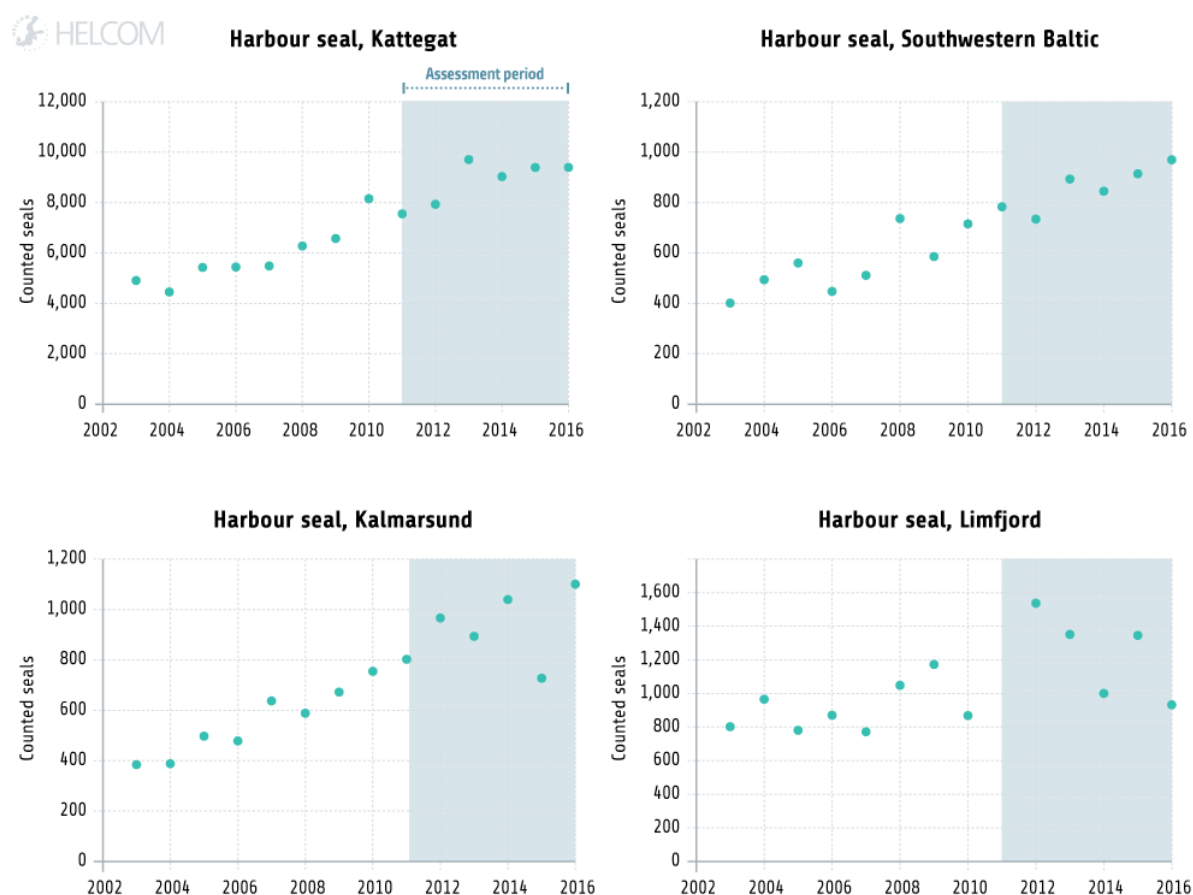 HELCOM
Harbour seal, Kattegat
Assessment period
12,000
10,000
8,000
6,000
4,000
2,000
0
Counted seals
2002 2004 2006 2008 2010 2012 2014 2016
Harbour seal, Southwestern Baltic
1,200
1,000
800
600
400
200
0
Counted seals
2002 2004 2006 2008 2010 2012 2014 2016
Harbour seal, Kalmarsund
1,200
1,000
800
600
400
200
0
Counted seals
2002 2004 2006 2008 2010 2012 2014 2016
Harbour seal, Limfjord
1,600
1,400
1,200
1,000
800
600
400
200
0
Counted seals
2002 2004 2006 2008 2010 2012 2014 2016